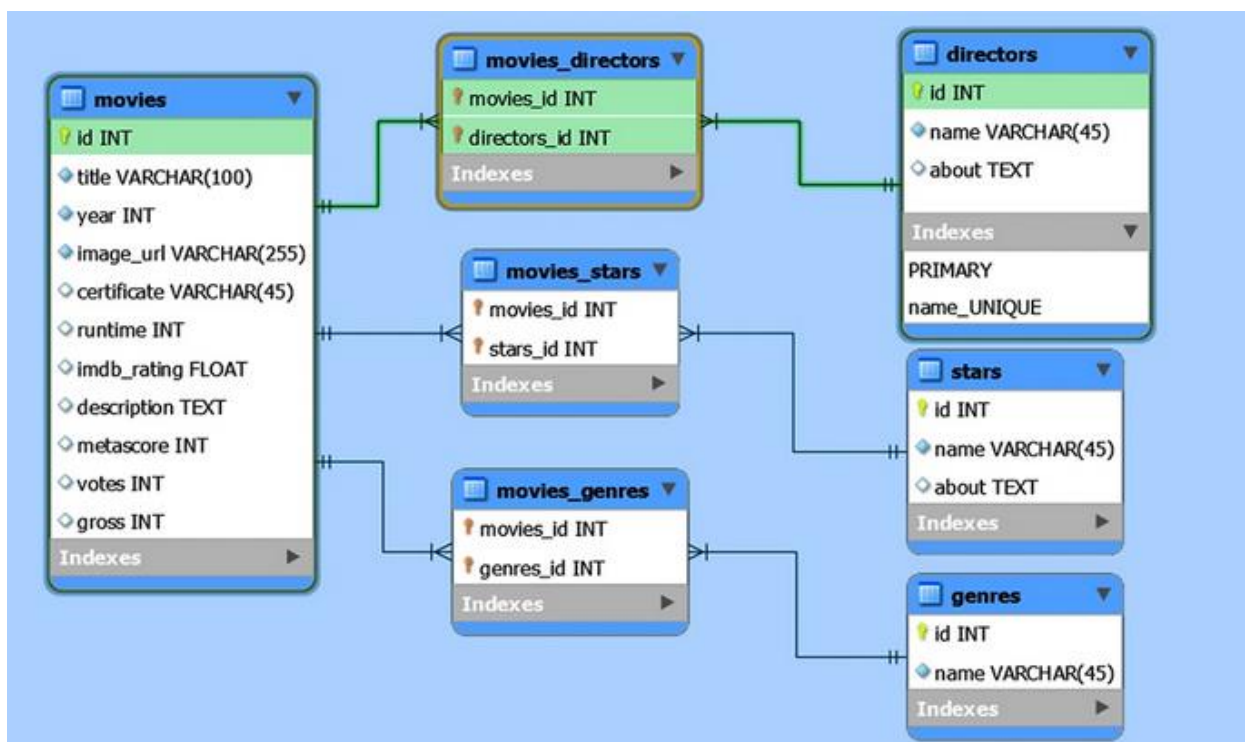 movies
id INT
title VARCHAR(100)
year INT
image_url VARCHAR(255)
certificate VARCHAR(45)
runtime INT
imdb_rating FLOAT
description TEXT
metascore INT
votes INT
gross INT
Indexes
movies_directors
movies_id INT
directors_id INT
Indexes
movies_stars
movies_id INT
stars_id INT
Indexes
movies_genres
movies_id INT
genres_id INT
Indexes
directors
id INT
name VARCHAR(45)
about TEXT
Indexes
PRIMARY
name_UNIQUE
stars
id INT
name VARCHAR(45)
about TEXT
Indexes
genres
id INT
name VARCHAR(45)
Indexes